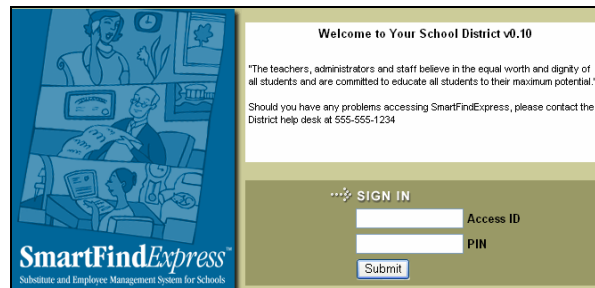 Welcome to Your School District v0.10
"The teachers, administrators and staff believe in the equal worth and dignity of
all students and are committed to educate all students to their maximum potential."
Should you have any problems accessing SmartFindExpress, please contact the
District help desk at 555-555-1234
SIGN IN
Access ID
PIN
Submit
SmartFindExpress™
Substitute and Employee Management System for Schools